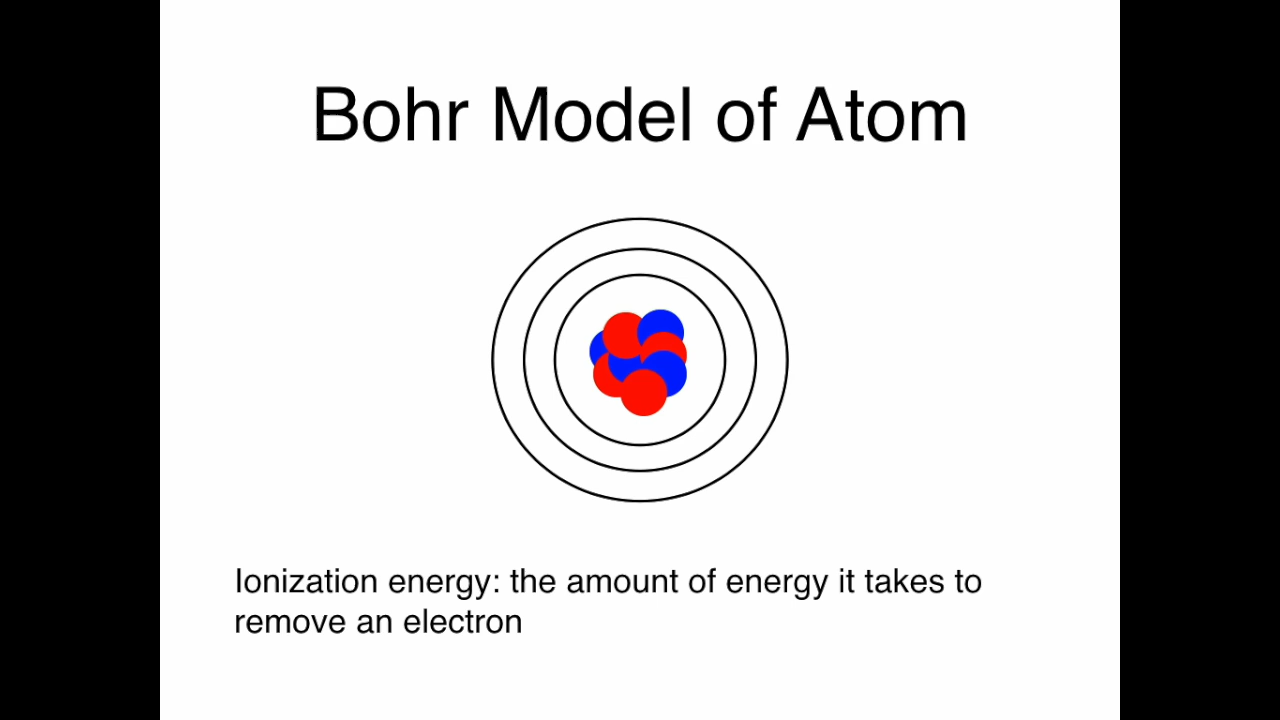 Bohr Model of Atom
Ionization energy: the amount of energy it takes to
remove an electron